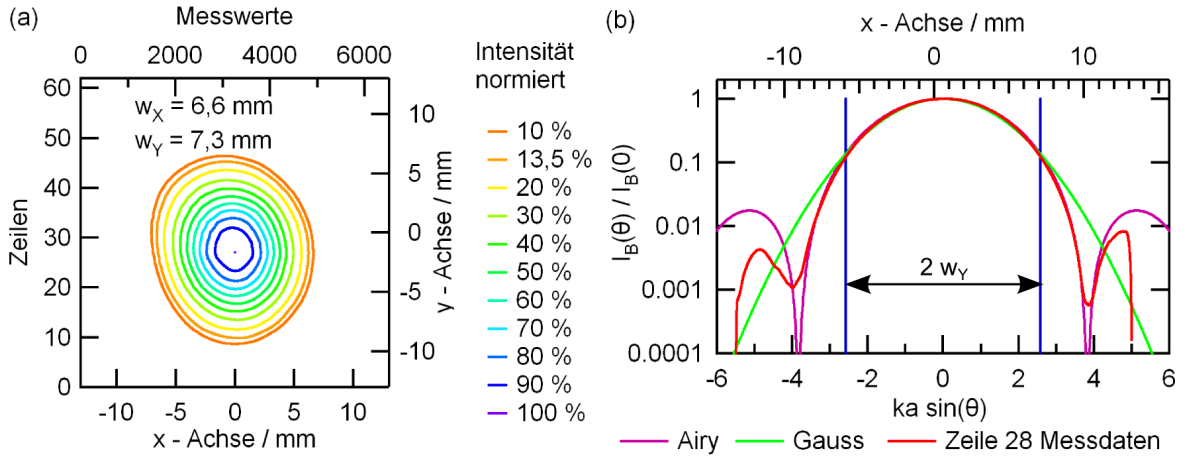 (a)
Messwerte
0 2000 4000 6000
Zeilen
60
50
40
30
20
10
0
w_X = 6,6 mm
w_Y = 7,3 mm
10
5
0
-5
-10
y - Achse / mm
-10 -5 0 5 10
x - Achse / mm
Intensität
normiert
10 %
13,5 %
20 %
30 %
40 %
50 %
60 %
70 %
80 %
90 %
100 %
(b)
x - Achse / mm
-10 0 10
I_B(θ) / I_B(0)
1
0.1
0.01
0.001
0.0001
2 w_Y
-6 -4 -2 0 2 4 6
ka sin(θ)
Airy Gauss Zeile 28 Messdaten